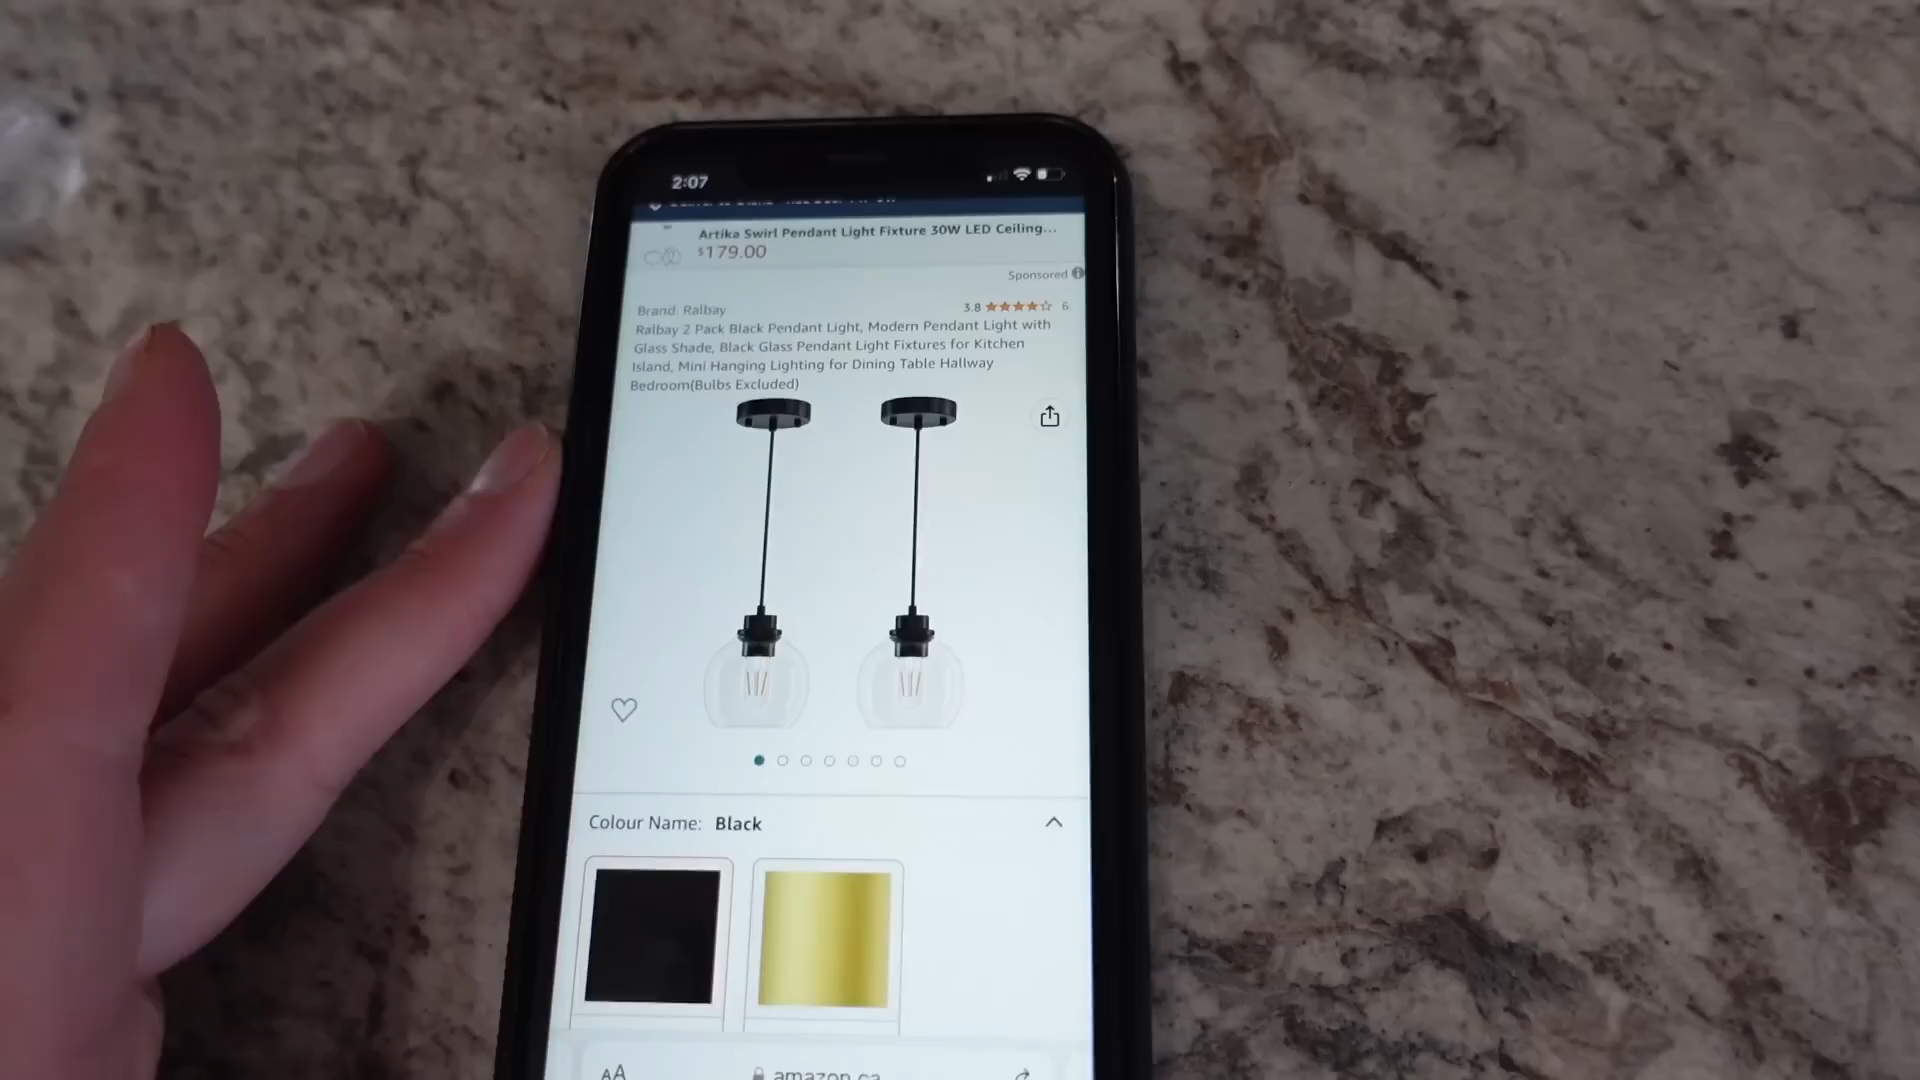 2:07
Artika Swirl Pendant Light Fixture 30W LED Ceiling...
$179.00
Sponsored
Brand: Ralbay
3.8 6
Ralbay 2 Pack Black Pendant Light, Modern Pendant Light with
Glass Shade, Black Glass Pendant Light Fixtures for Kitchen
Island, Mini Hanging Lighting for Dining Table Hallway
Bedroom(Bulbs Excluded)
Colour Name: Black
AA amazon.ca